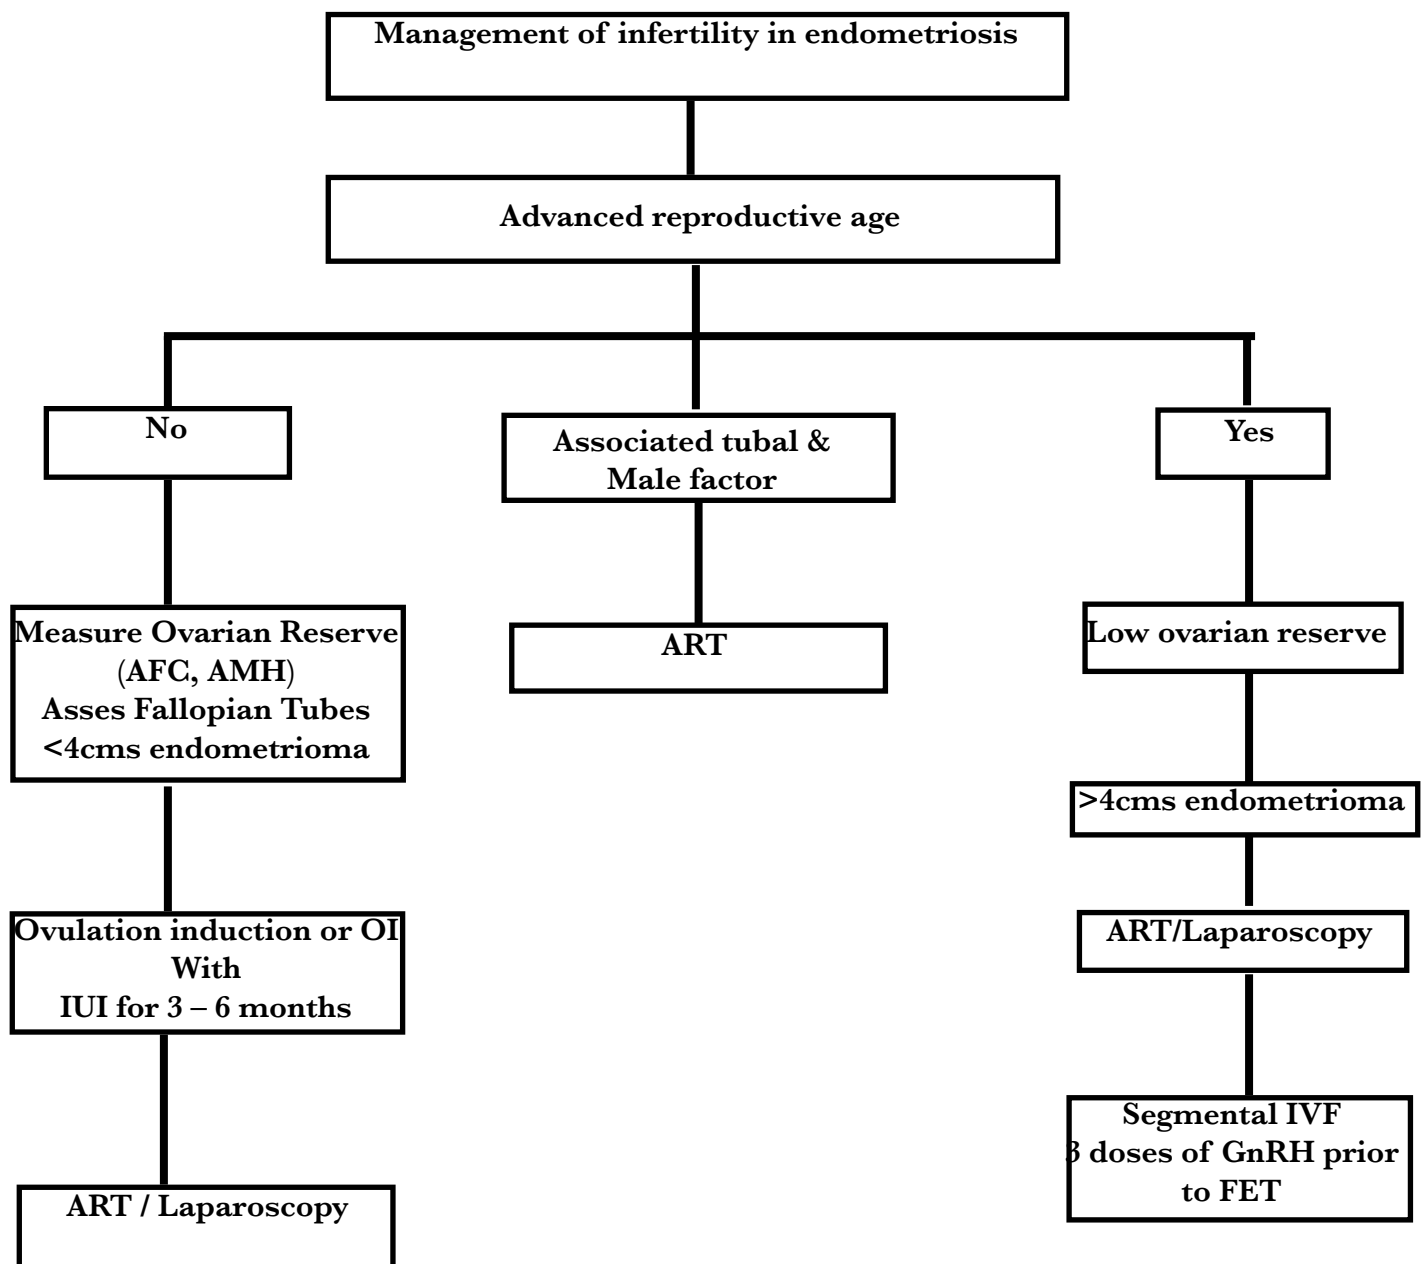 Management of infertility in endometriosis
Advanced reproductive age
No
Associated tubal &
Male factor
Yes
Measure Ovarian Reserve
(AFC, AMH)
Asses Fallopian Tubes
<4cms endometrioma
ART
Low ovarian reserve
>4cms endometrioma
Ovulation induction or OI
With
IUI for 3 – 6 months
ART/Laparoscopy
ART / Laparoscopy
Segmental IVF
3 doses of GnRH prior
to FET